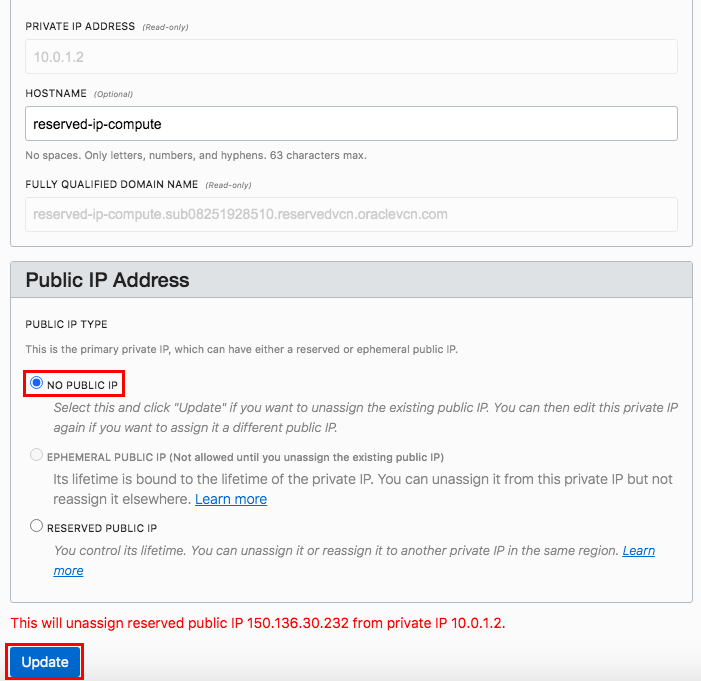 PRIVATE IP ADDRESS (Read-only)
10.0.1.2
HOSTNAME (Optional)
reserved-ip-compute
No spaces. Only letters, numbers, and hyphens. 63 characters max.
FULLY QUALIFIED DOMAIN NAME (Read-only)
reserved-ip-compute.sub08251928510.reservedvcn.oraclevcn.com
Public IP Address
PUBLIC IP TYPE
This is the primary private IP, which can have either a reserved or ephemeral public IP.
NO PUBLIC IP
Select this and click "Update" if you want to unassign the existing public IP. You can then edit this private IP
again if you want to assign it a different public IP.
EPHEMERAL PUBLIC IP (Not allowed until you unassign the existing public IP)
Its lifetime is bound to the lifetime of the private IP. You can unassign it from this private IP but not
reassign it elsewhere. Learn more
RESERVED PUBLIC IP
You control its lifetime. You can unassign it or reassign it to another private IP in the same region. Learn
more
This will unassign reserved public IP 150.136.30.232 from private IP 10.0.1.2.
Update